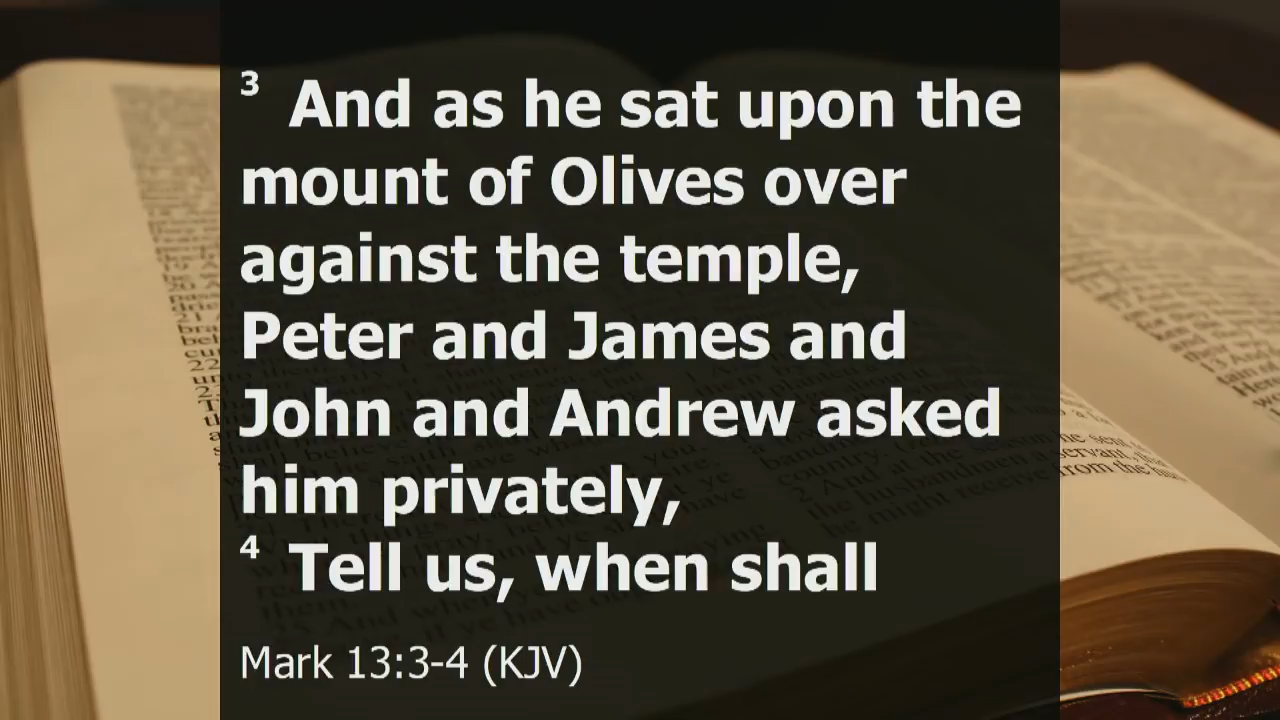 3 And as he sat upon the
mount of Olives over
against the temple,
Peter and James and
John and Andrew asked
him privately,
4 Tell us, when shall
Mark 13:3-4 (KJV)